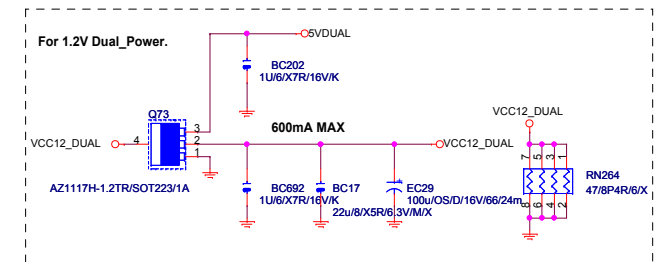 For 1.2V Dual_Power.
5VDUAL
BC202
1U/6/X7R/16V/K
Q73
3
VCC12_DUAL
4
2
1
600mA MAX
VCC12_DUAL
AZ1117H-1.2TR/SOT223/1A
BC692
1U/6/X7R/16V/K
BC17
22u/8/X5R/6.3V/M/X
EC29
100u/OS/D/16V/66/24m
VCC12_DUAL
7 5 3 1
RN264
47/8P4R/6/X
8 6 4 2